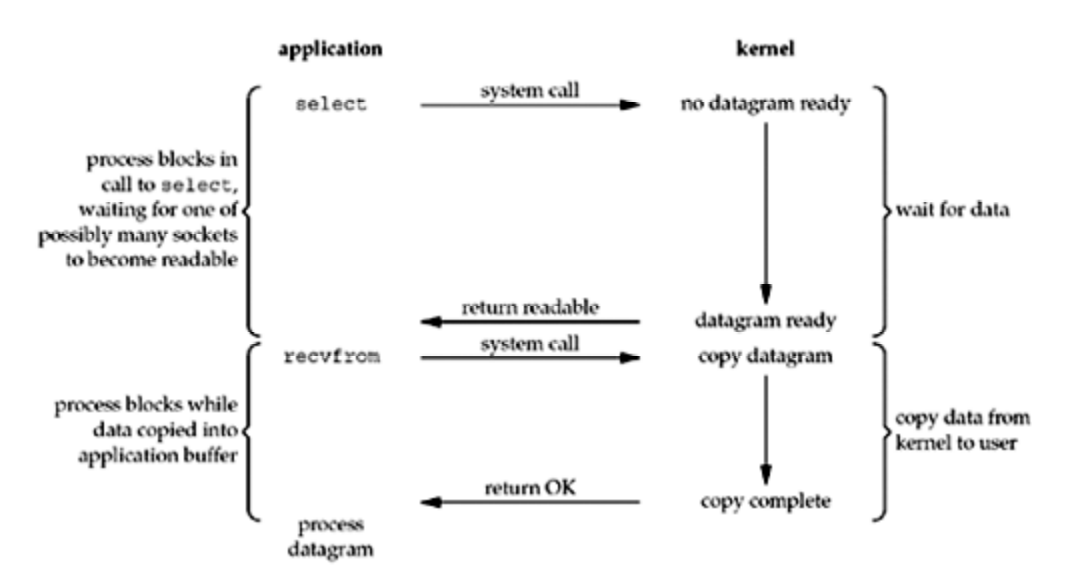 application
kernel
select
system call
no datagram ready
process blocks in
call to select,
waiting for one of
possibly many sockets
to become readable
wait for data
return readable
datagram ready
recvfrom
system call
copy datagram
process blocks while
data copied into
application buffer
copy data from
kernel to user
return OK
copy complete
process
datagram